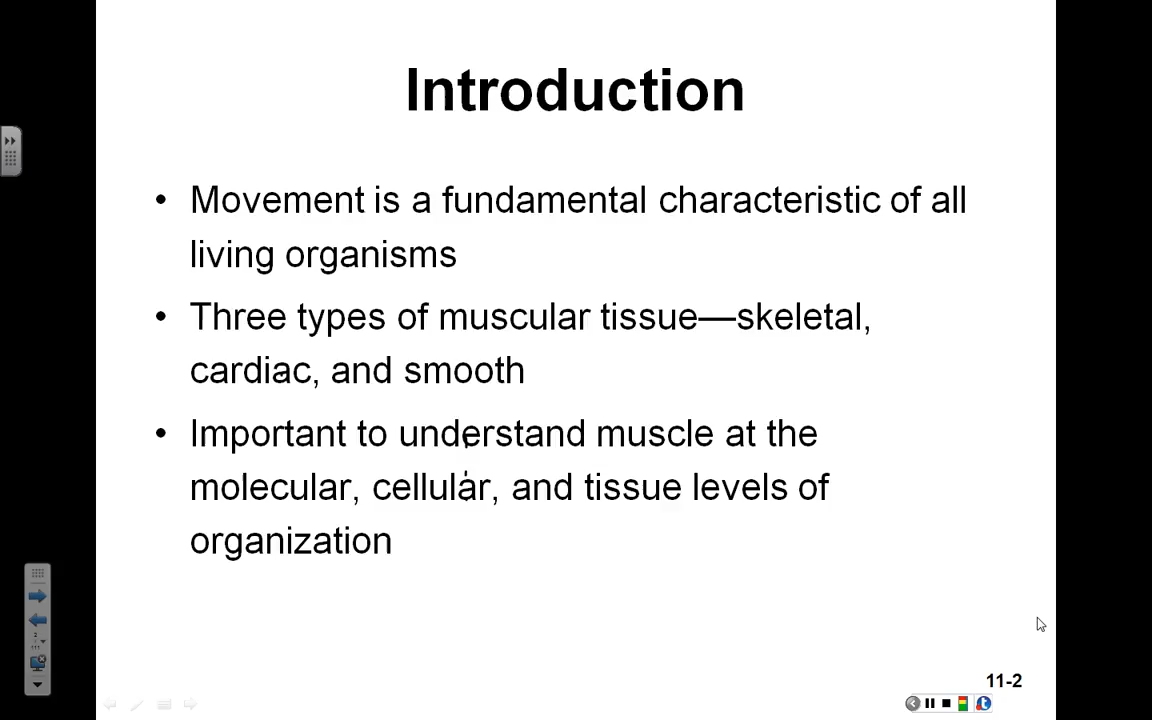 Introduction
• Movement is a fundamental characteristic of all
living organisms
• Three types of muscular tissue—skeletal,
cardiac, and smooth
• Important to understand muscle at the
molecular, cellular, and tissue levels of
organization
11-2